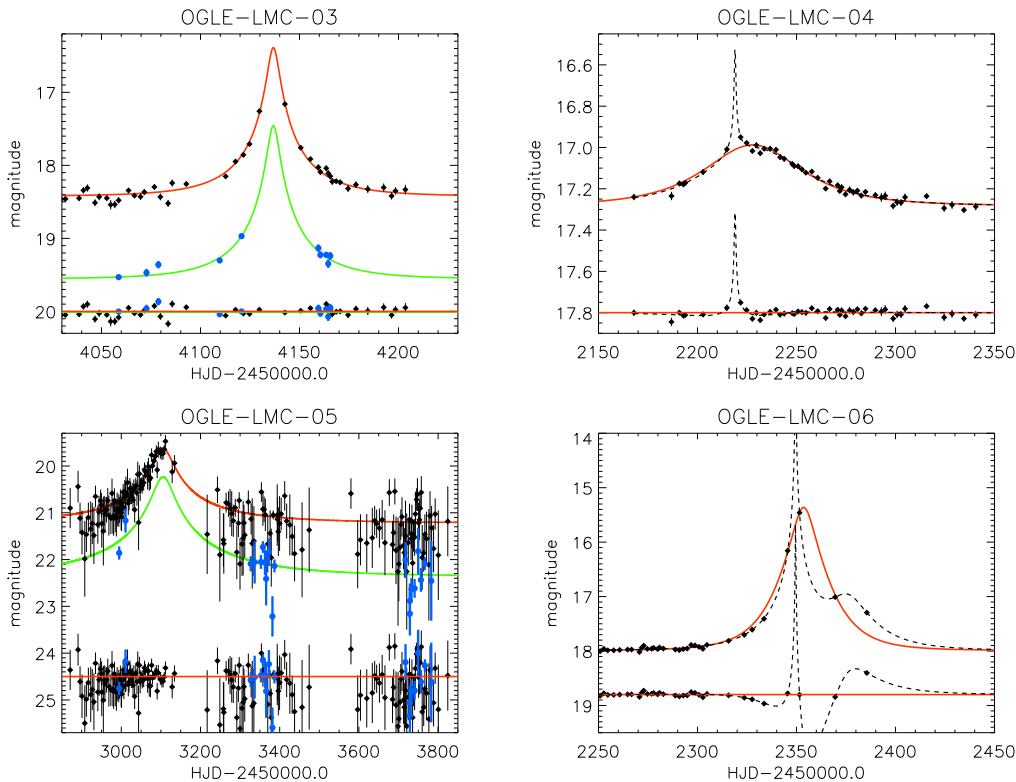 OGLE-LMC-03
magnitude
17
18
19
20
4050 4100 4150 4200
HJD-2450000.0
OGLE-LMC-04
magnitude
16.6
16.8
17.0
17.2
17.4
17.6
17.8
2150 2200 2250 2300 2350
HJD-2450000.0
OGLE-LMC-05
magnitude
20
21
22
23
24
25
3000 3200 3400 3600 3800
HJD-2450000.0
OGLE-LMC-06
magnitude
14
15
16
17
18
19
2250 2300 2350 2400 2450
HJD-2450000.0